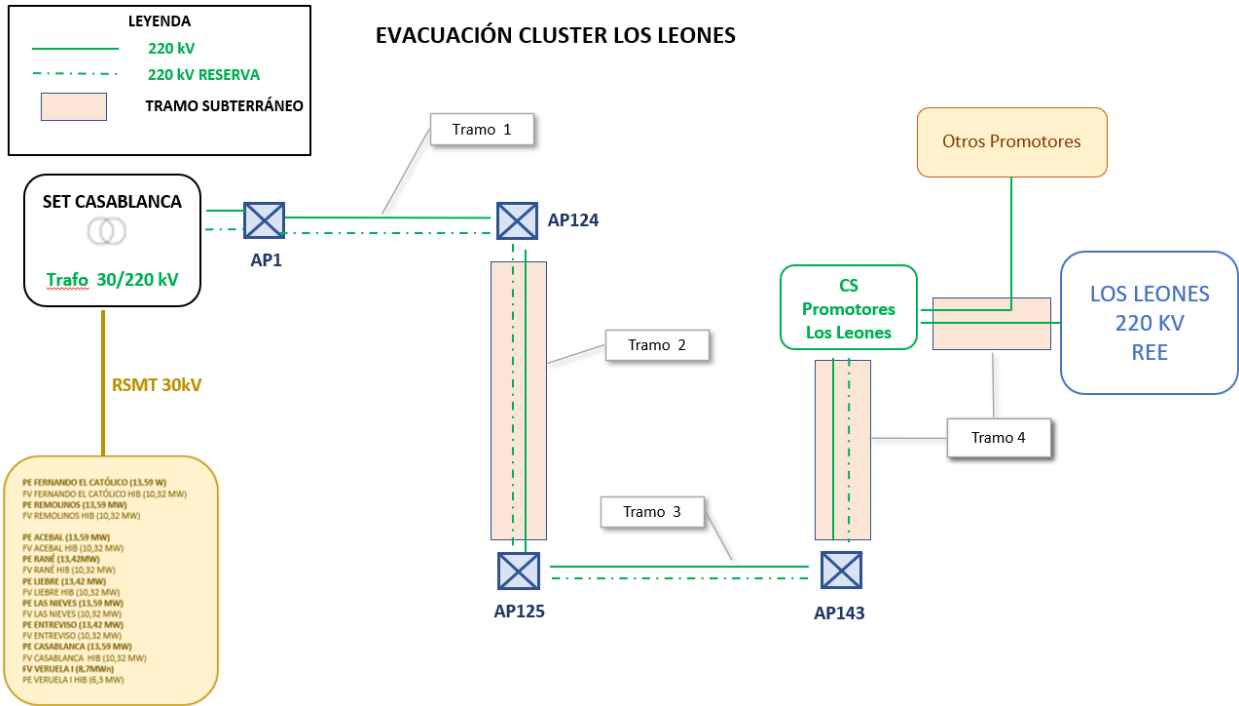 LEYENDA
220 kV
220 kV RESERVA
TRAMO SUBTERRÁNEO
EVACUACIÓN CLUSTER LOS LEONES
Tramo 1
Otros Promotores
SET CASABLANCA
Trafo 30/220 kV
AP1
AP124
CS
Promotores
Los Leones
LOS LEONES
220 KV
REE
Tramo 2
RSMT 30kV
Tramo 4
PE FERNANDO EL CATÓLICO (13,59 W)
FV FERNANDO EL CATÓLICO HIB (10,32 MW)
PE REMOLINOS (13,59 MW)
FV REMOLINOS HIB (10,32 MW)
PE ACEBAL (13,59 MW)
FV ACEBAL HIB (10,32 MW)
PE RANÉ (13,42MW)
FV RANÉ HIB (10,32 MW)
PE LIEBRE (13,42 MW)
FV LIEBRE HIB (10,32 MW)
PE LAS NIEVES (13,59 MW)
FV LAS NIEVES (10,32 MW)
PE ENTREVISO (13,42 MW)
FV ENTREVISO (10,32 MW)
PE CASABLANCA (13,59 MW)
FV CASABLANCA HIB (10,32 MW)
FV VERUELA I (8,7MWn)
PE VERUELA I HIB (6,3 MW)
Tramo 3
AP125
AP143